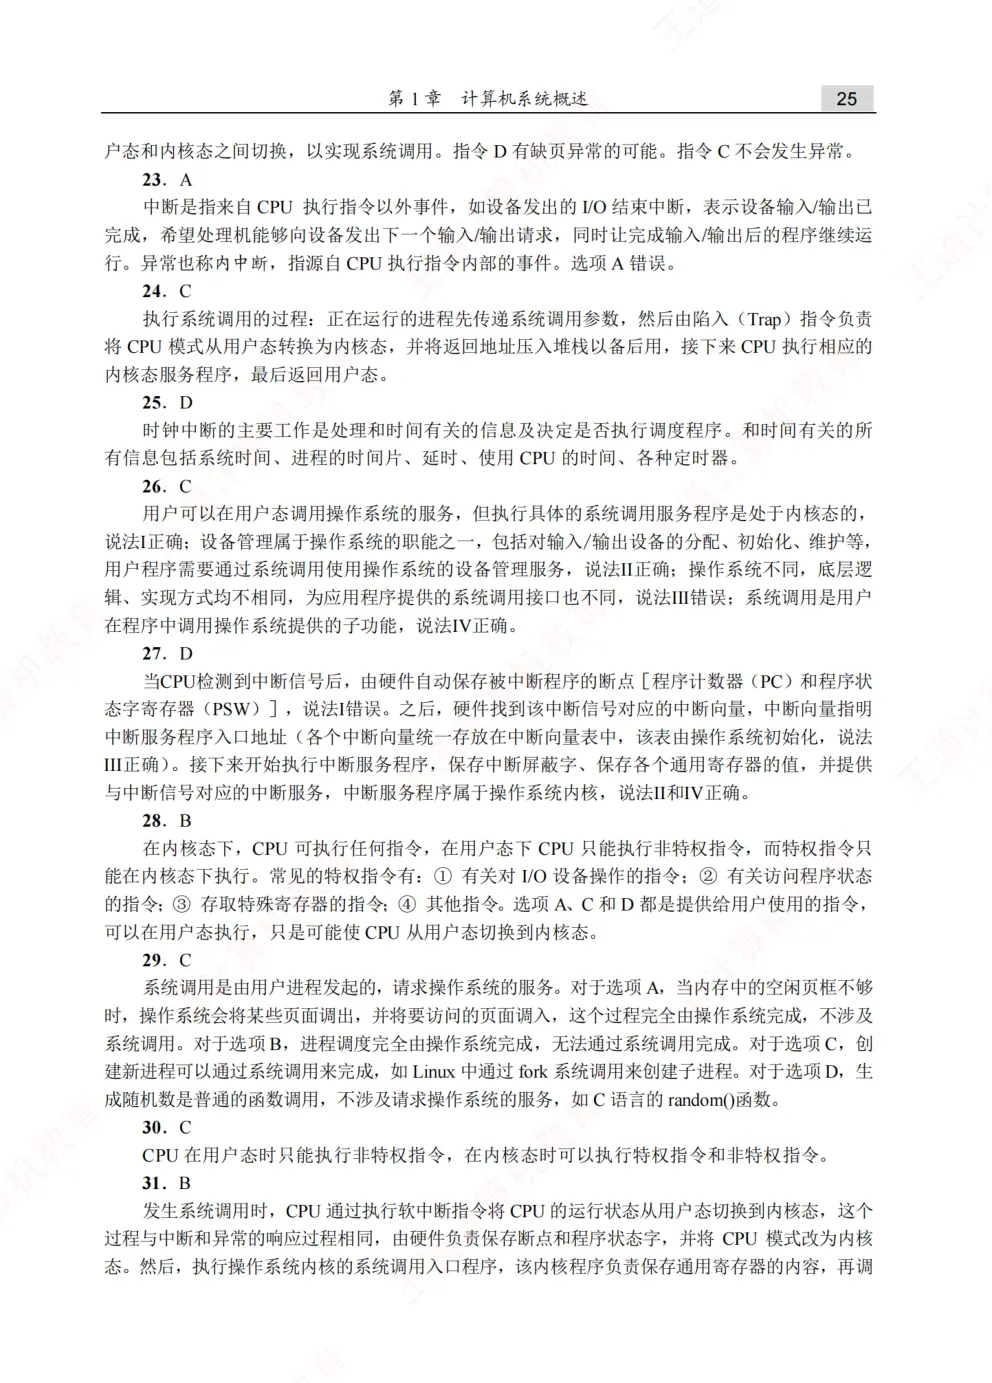 第 1 章 计算机系统概述 25
户态和内核态之间切换，以实现系统调用。指令 D 有缺页异常的可能。指令 C 不会发生异常。
23．A
中断是指来自 CPU 执行指令以外事件，如设备发出的 I/O 结束中断，表示设备输入/输出已
完成，希望处理机能够向设备发出下一个输入/输出请求，同时让完成输入/输出后的程序继续运
行。异常也称内中断，指源自 CPU 执行指令内部的事件。选项 A 错误。
24．C
执行系统调用的过程：正在运行的进程先传递系统调用参数，然后由陷入（Trap）指令负责
将 CPU 模式从用户态转换为内核态，并将返回地址压入堆栈以备后用，接下来 CPU 执行相应的
内核态服务程序，最后返回用户态。
25．D
时钟中断的主要工作是处理和时间有关的信息及决定是否执行调度程序。和时间有关的所
有信息包括系统时间、进程的时间片、延时、使用 CPU 的时间、各种定时器。
26．C
用户可以在用户态调用操作系统的服务，但执行具体的系统调用服务程序是处于内核态的，
说法I正确；设备管理属于操作系统的职能之一，包括对输入/输出设备的分配、初始化、维护等，
用户程序需要通过系统调用使用操作系统的设备管理服务，说法II正确；操作系统不同，底层逻
辑、实现方式均不相同，为应用程序提供的系统调用接口也不同，说法III错误；系统调用是用户
在程序中调用操作系统提供的子功能，说法IV正确。
27．D
当CPU检测到中断信号后，由硬件自动保存被中断程序的断点［程序计数器（PC）和程序状
态字寄存器（PSW）］，说法I错误。之后，硬件找到该中断信号对应的中断向量，中断向量指明
中断服务程序入口地址（各个中断向量统一存放在中断向量表中，该表由操作系统初始化，说法
III正确）。接下来开始执行中断服务程序，保存中断屏蔽字、保存各个通用寄存器的值，并提供
与中断信号对应的中断服务，中断服务程序属于操作系统内核，说法II和IV正确。
28．B
在内核态下，CPU 可执行任何指令，在用户态下 CPU 只能执行非特权指令，而特权指令只
能在内核态下执行。常见的特权指令有：① 有关对 I/O 设备操作的指令；② 有关访问程序状态
的指令；③ 存取特殊寄存器的指令；④ 其他指令。选项 A、C 和 D 都是提供给用户使用的指令，
可以在用户态执行，只是可能使 CPU 从用户态切换到内核态。
29．C
系统调用是由用户进程发起的，请求操作系统的服务。对于选项 A，当内存中的空闲页框不够
时，操作系统会将某些页面调出，并将要访问的页面调入，这个过程完全由操作系统完成，不涉及
系统调用。对于选项 B，进程调度完全由操作系统完成，无法通过系统调用完成。对于选项 C，创
建新进程可以通过系统调用来完成，如 Linux 中通过 fork 系统调用来创建子进程。对于选项 D，生
成随机数是普通的函数调用，不涉及请求操作系统的服务，如 C 语言的 random()函数。
30．C
CPU 在用户态时只能执行非特权指令，在内核态时可以执行特权指令和非特权指令。
31．B
发生系统调用时，CPU 通过执行软中断指令将 CPU 的运行状态从用户态切换到内核态，这个
过程与中断和异常的响应过程相同，由硬件负责保存断点和程序状态字，并将 CPU 模式改为内核
态。然后，执行操作系统内核的系统调用入口程序，该内核程序负责保存通用寄存器的内容，再调